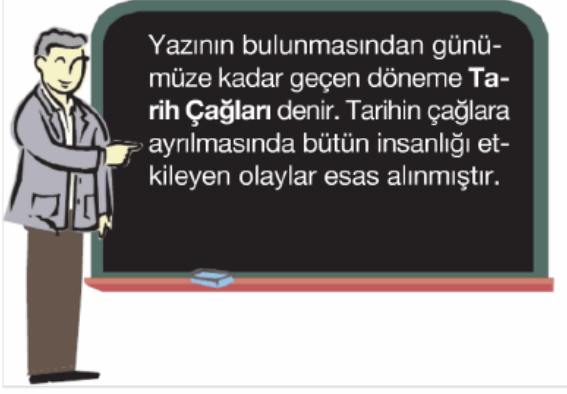 Yazının bulunmasından günü-
müze kadar geçen döneme Ta-
rih Çağları denir. Tarihin çağlara
ayrılmasında bütün insanlığı et-
kileyen olaylar esas alınmıştır.